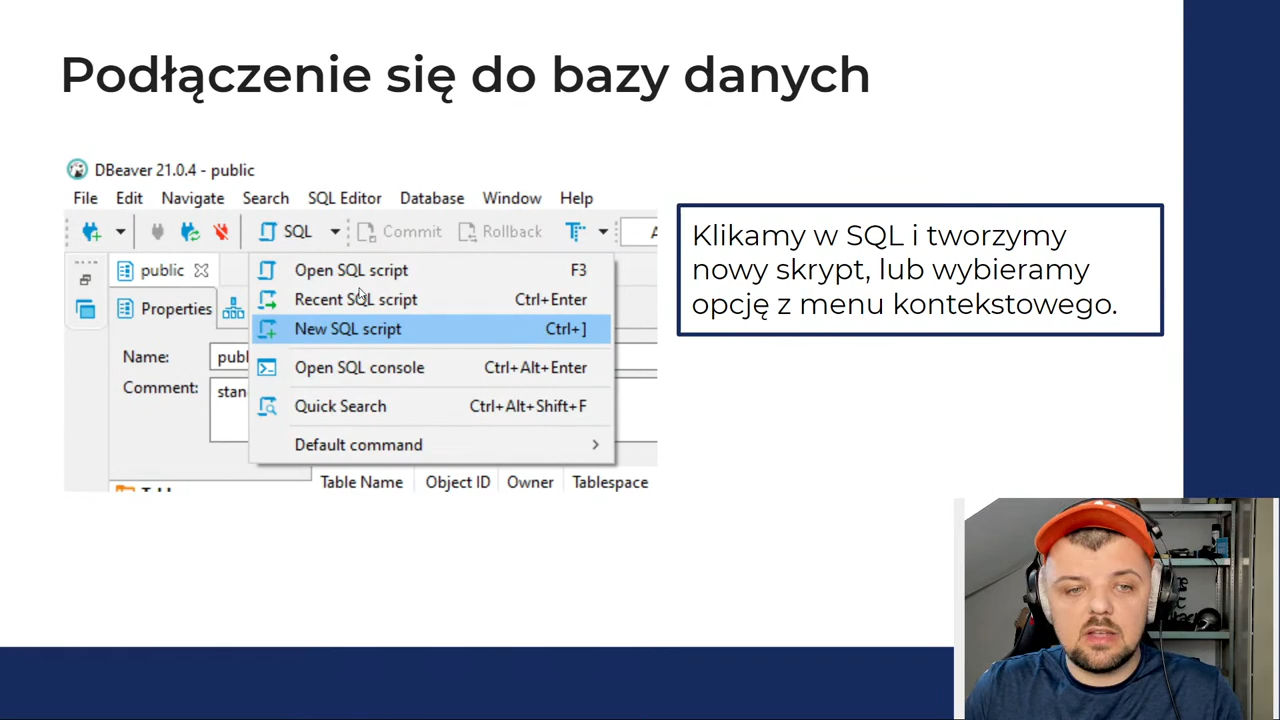 Podłączenie się do bazy danych
DBeaver 21.0.4 - public
File Edit Navigate Search SQL Editor Database Window Help
SQL Commit Rollback
public
Properties
Open SQL script F3
Recent SQL script Ctrl+Enter
New SQL script Ctrl+]
Open SQL console Ctrl+Alt+Enter
Quick Search Ctrl+Alt+Shift+F
Default command
Name: publ
Comment: stan
Table Name Object ID Owner Tablespace
Klikamy w SQL i tworzymy
nowy skrypt, lub wybieramy
opcję z menu kontekstowego.